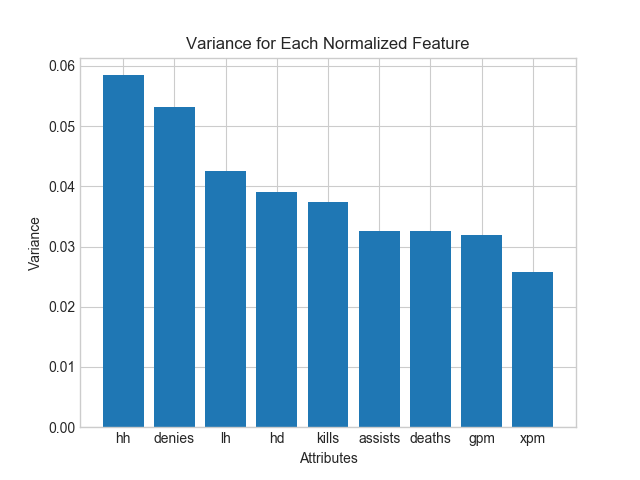 Variance for Each Normalized Feature
0.06
0.05
0.04
0.03
0.02
0.01
0.00
Variance
hh denies lh hd kills assists deaths gpm xpm
Attributes